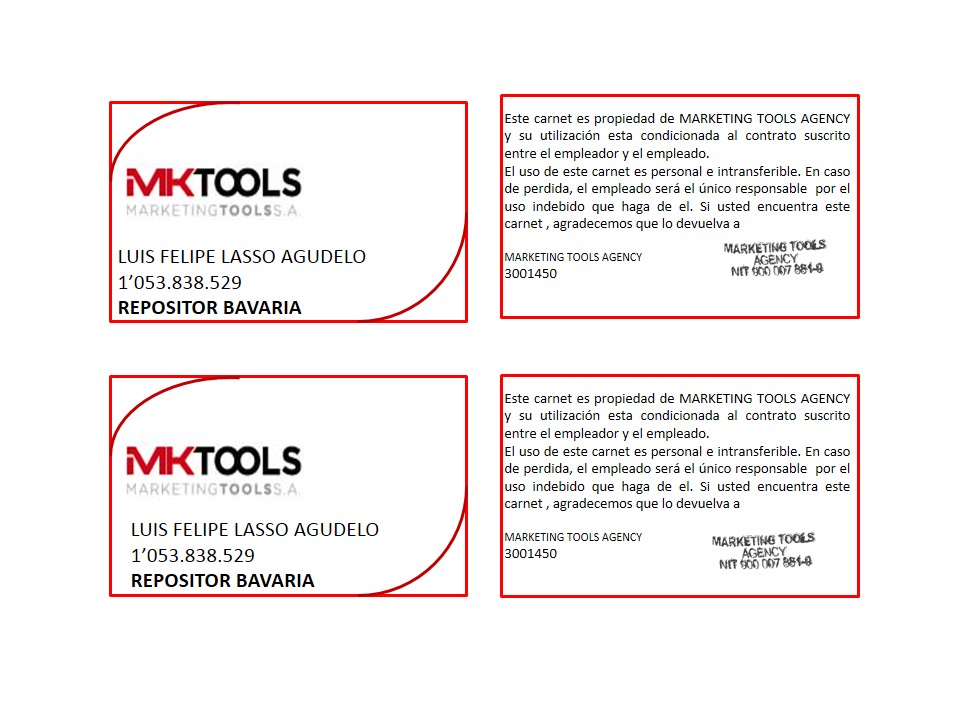 MKTOOLS
MARKETINGTOOLSS.A.
LUIS FELIPE LASSO AGUDELO
1’053.838.529
REPOSITOR BAVARIA
Este carnet es propiedad de MARKETING TOOLS AGENCY
y su utilización esta condicionada al contrato suscrito
entre el empleador y el empleado.
El uso de este carnet es personal e intransferible. En caso
de perdida, el empleado será el único responsable por el
uso indebido que haga de el. Si usted encuentra este
carnet , agradecemos que lo devuelva a
MARKETING TOOLS AGENCY
3001450
MARKETING TOOLS
AGENCY
NIT 900 007 881-9
MKTOOLS
MARKETINGTOOLSS.A.
LUIS FELIPE LASSO AGUDELO
1’053.838.529
REPOSITOR BAVARIA
Este carnet es propiedad de MARKETING TOOLS AGENCY
y su utilización esta condicionada al contrato suscrito
entre el empleador y el empleado.
El uso de este carnet es personal e intransferible. En caso
de perdida, el empleado será el único responsable por el
uso indebido que haga de el. Si usted encuentra este
carnet , agradecemos que lo devuelva a
MARKETING TOOLS AGENCY
3001450
MARKETING TOOLS
AGENCY
NIT 900 007 881-9